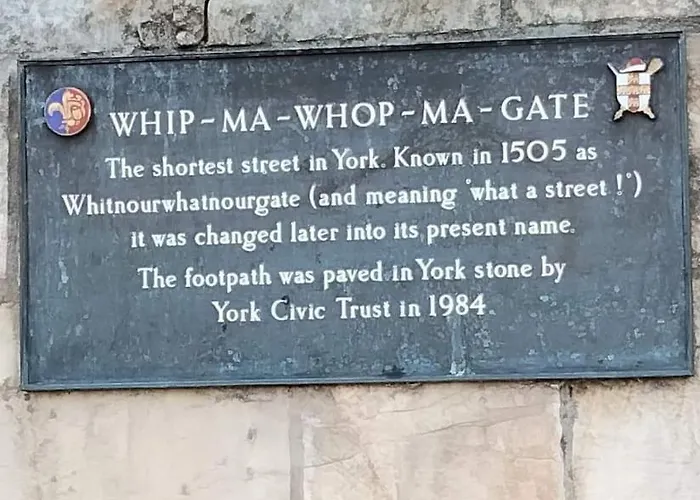 WHIP-MA-WHOP-MA-GATE
The shortest street in York. Known in 1505 as
Whitnourwhatnourgate (and meaning 'what a street!')
it was changed later into its present name.
The footpath was paved in York stone by
York Civic Trust in 1984.